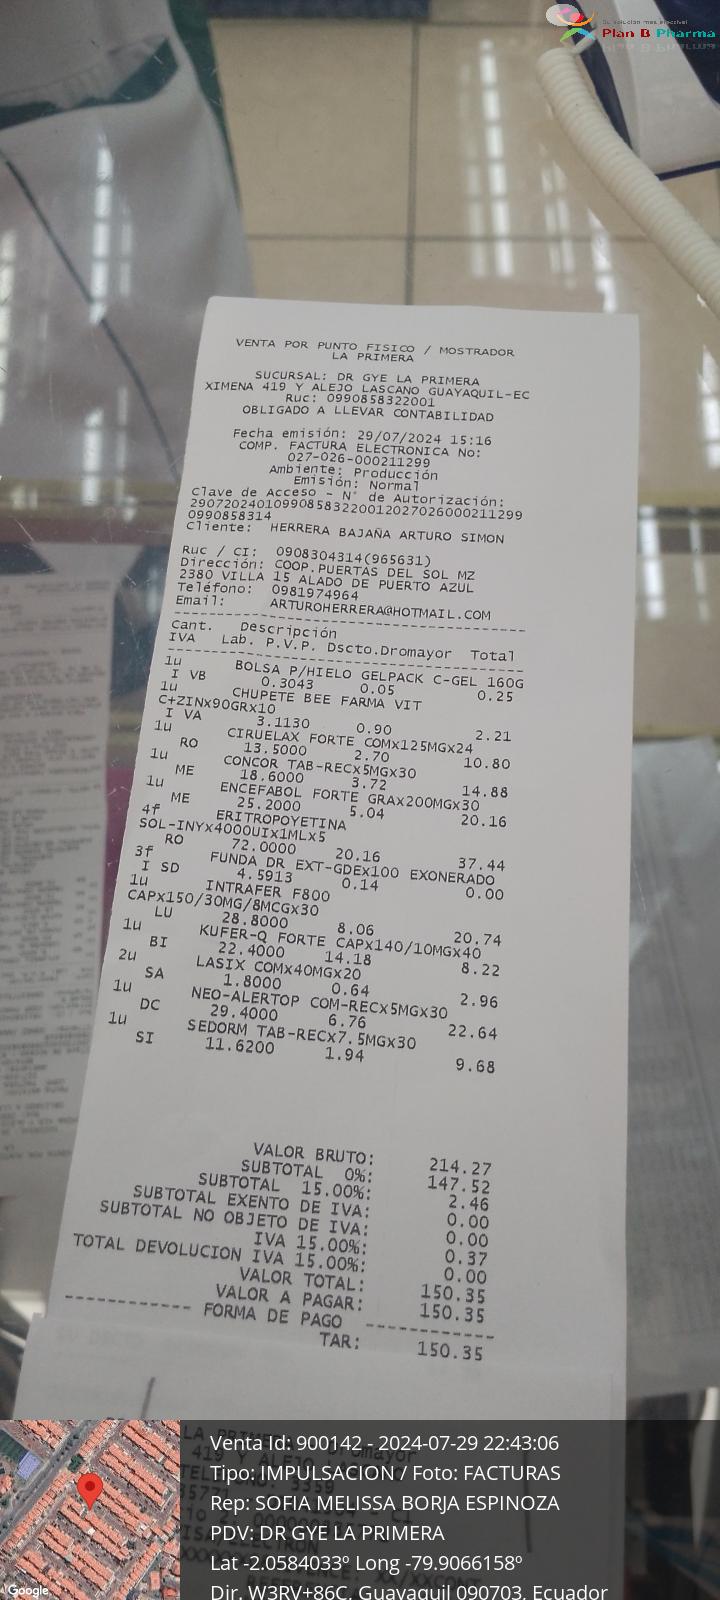 Su solucion mas accesible
Plan B Pharma
VENTA POR PUNTO FISICO / MOSTRADOR
LA PRIMERA
SUCURSAL: DR GYE LA PRIMERA
XIMENA 419 Y ALEJO LASCANO GUAYAQUIL-EC
Ruc: 0990858322001
OBLIGADO A LLEVAR CONTABILIDAD
Fecha emisión: 29/07/2024 15:16
COMP. FACTURA ELECTRONICA No:
027-026-000211299
Ambiente: Producción
Emisión: Normal
Clave de Acceso - N° de Autorización:
290720240109908583220012027026000211299
0990858314
Cliente: HERRERA BAJAÑA ARTURO SIMON
Ruc / CI: 0908304314(965631)
Dirección: COOP.PUERTAS DEL SOL MZ
2380 VILLA 15 ALADO DE PUERTO AZUL
Teléfono: 0981974964
Email: ARTUROHERRERA@HOTMAIL.COM
Cant. Descripción
IVA Lab. P.V.P. Dscto.Dromayor Total
1u BOLSA P/HIELO GELPACK C-GEL 160G
I VB 0.3043 0.05 0.25
1u CHUPETE BEE FARMA VIT
C+ZINx90GRx10
I VA 3.1130 0.90 2.21
1u CIRUELAX FORTE COMx125MGx24
RO 13.5000 2.70 10.80
1u CONCOR TAB-RECx5MGx30
ME 18.6000 3.72 14.88
1u ENCEFABOL FORTE GRAx200MGx30
ME 25.2000 5.04 20.16
4f ERITROPOYETINA
SOL-INYx4000UIx1MLx5
RO 72.0000 20.16 37.44
3f FUNDA DR EXT-GDEx100 EXONERADO
I SD 4.5913 0.14 0.00
1u INTRAFER F800
CAPx150/30MG/8MCGx30
LU 28.8000 8.06 20.74
1u KUFER-Q FORTE CAPx140/10MGx40
BI 22.4000 14.18 8.22
2u LASIX COMx40MGx20
SA 1.8000 0.64 2.96
1u NEO-ALERTOP COM-RECx5MGx30
DC 29.4000 6.76 22.64
1u SEDORM TAB-RECx7.5MGx30
SI 11.6200 1.94 9.68
VALOR BRUTO: 214.27
SUBTOTAL 0%: 147.52
SUBTOTAL 15.00%: 2.46
SUBTOTAL EXENTO DE IVA: 0.00
SUBTOTAL NO OBJETO DE IVA: 0.00
IVA 15.00%: 0.37
TOTAL DEVOLUCION IVA 15.00%: 0.00
VALOR TOTAL: 150.35
VALOR A PAGAR: 150.35
----------- FORMA DE PAGO -----------
TAR: 150.35
Venta Id: 900142 - 2024-07-29 22:43:06
Tipo: IMPULSACION / Foto: FACTURAS
Rep: SOFIA MELISSA BORJA ESPINOZA
PDV: DR GYE LA PRIMERA
Lat -2.0584033º Long -79.9066158º
Dir. W3RV+86C, Guayaquil 090703, Ecuador
Google